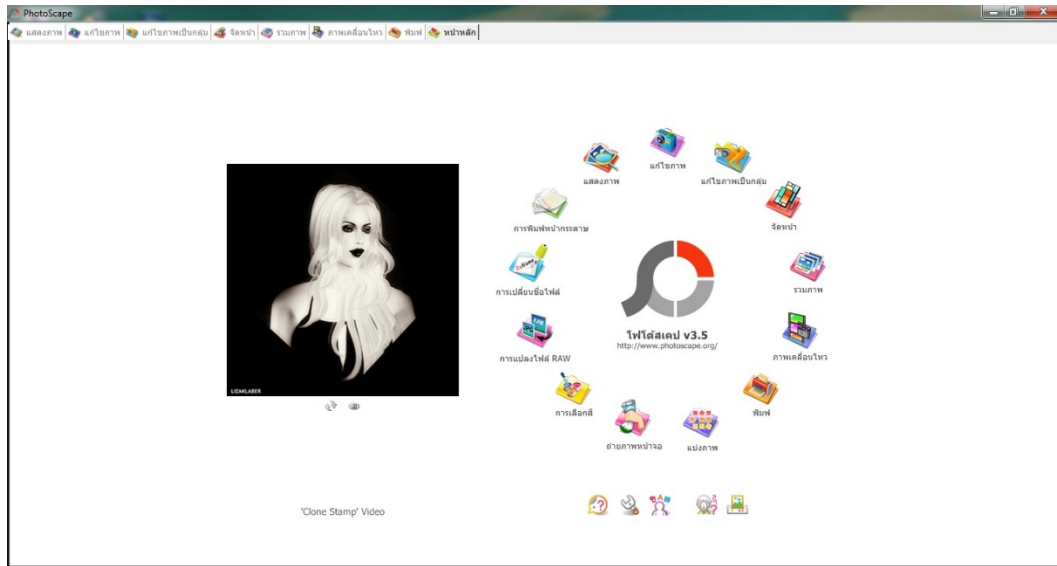 PhotoScape
แสดงภาพ แก้ไขภาพ แก้ไขภาพเป็นกลุ่ม จัดหน้า รวมภาพ ภาพเคลื่อนไหว พิมพ์ หน้าหลัก
แก้ไขภาพ
แสดงภาพ
แก้ไขภาพเป็นกลุ่ม
การพิมพ์หน้ากระดาษ
จัดหน้า
การเปลี่ยนชื่อไฟล์
รวมภาพ
โฟโต้สเคป v3.5
http://www.photoscape.org/
การแปลงไฟล์ RAW
ภาพเคลื่อนไหว
LIZAKLABER
การเลือกสี
พิมพ์
ถ่ายภาพหน้าจอ
แบ่งภาพ
'Clone Stamp' Video